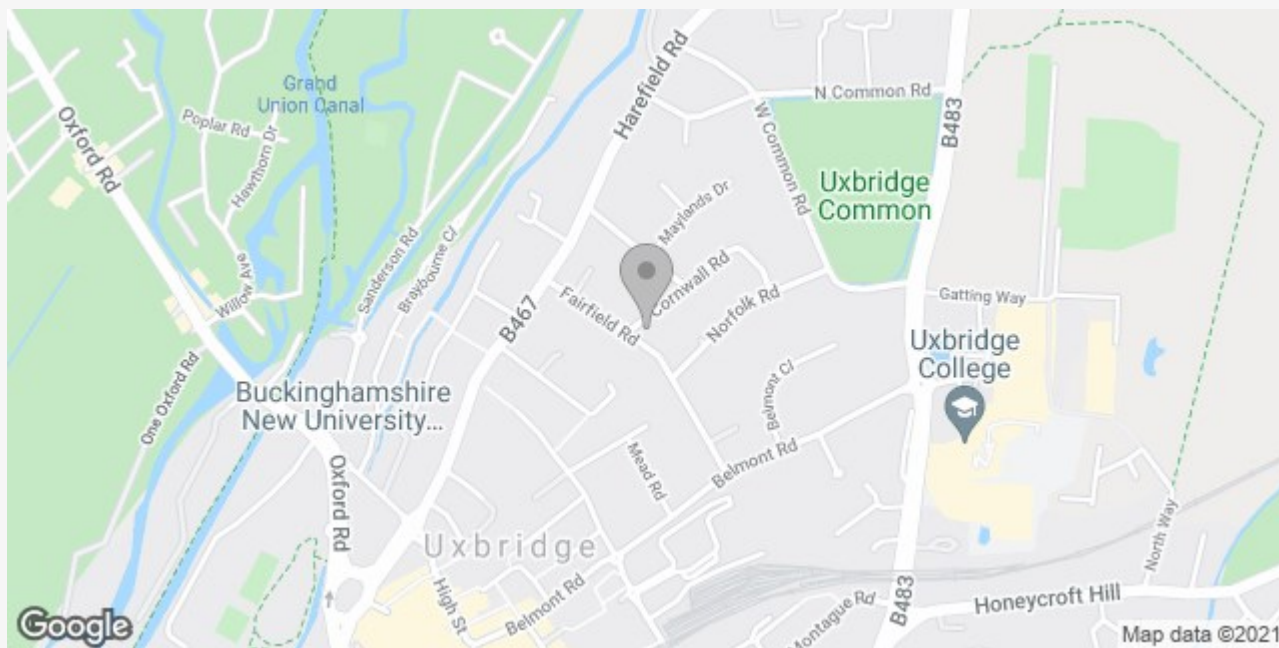 Harefield Rd
N Common Rd
B483
W Common Rd
Grand
Union Canal
Poplar Rd
Hawthorn Dr
Oxford Rd
Uxbridge
Common
Maylands Dr
Sanderson Rd
Braybourne Cl
Willow Ave
Cornwall Rd
Norfolk Rd
Gatting Way
Fairfield Rd
B467
Uxbridge
College
One Oxford Rd
Buckinghamshire
New University...
Belmont Cl
Belmont Rd
Mead Rd
Oxford Rd
North Way
Uxbridge
High St
Belmont Rd
Montague Rd
B483
Honeycroft Hill
Google
Map data ©2021